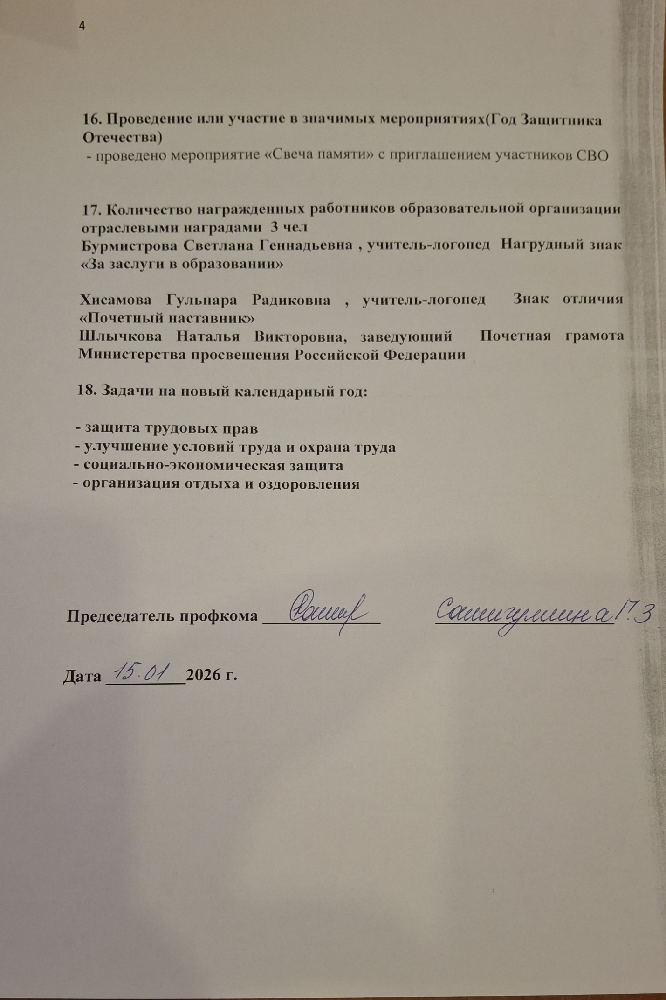 4
16. Проведение или участие в значимых мероприятиях(Год Защитника
Отечества)
- проведено мероприятие «Свеча памяти» с приглашением участников СВО
17. Количество награжденных работников образовательной организации
отраслевыми наградами 3 чел
Бурмистрова Светлана Геннадьевна , учитель-логопед Нагрудный знак
«За заслуги в образовании»
Хисамова Гульнара Радиковна , учитель-логопед Знак отличия
«Почетный наставник»
Шлычкова Наталья Викторовна, заведующий Почетная грамота
Министерства просвещения Российской Федерации
18. Задачи на новый календарный год:
- защита трудовых прав
- улучшение условий труда и охрана труда
- социально-экономическая защита
- организация отдыха и оздоровления
Председатель профкома
Дата 15.01 2026 г.